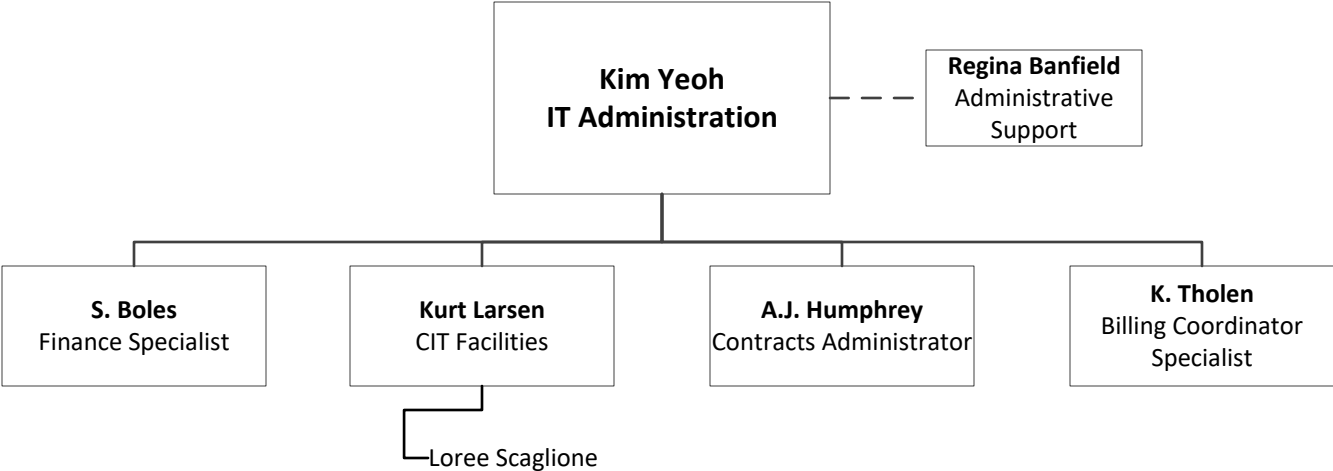 Kim Yeoh
IT Administration
Regina Banfield
Administrative
Support
S. Boles
Finance Specialist
Kurt Larsen
CIT Facilities
A.J. Humphrey
Contracts Administrator
K. Tholen
Billing Coordinator
Specialist
Loree Scaglione